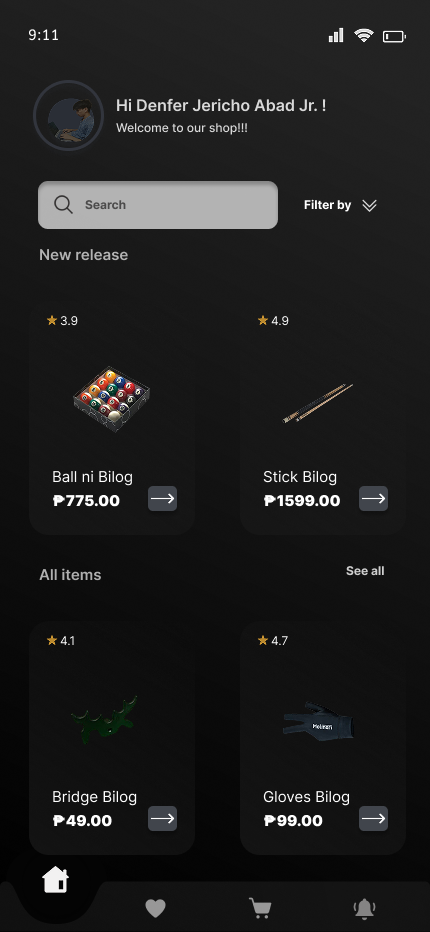 9:11
Hi Denfer Jericho Abad Jr. !
Welcome to our shop!!!
Search
Filter by
New release
3.9
4.9
Ball ni Bilog
Stick Bilog
₱775.00
₱1599.00
All items
See all
4.1
4.7
Molinari
Bridge Bilog
Gloves Bilog
₱49.00
₱99.00